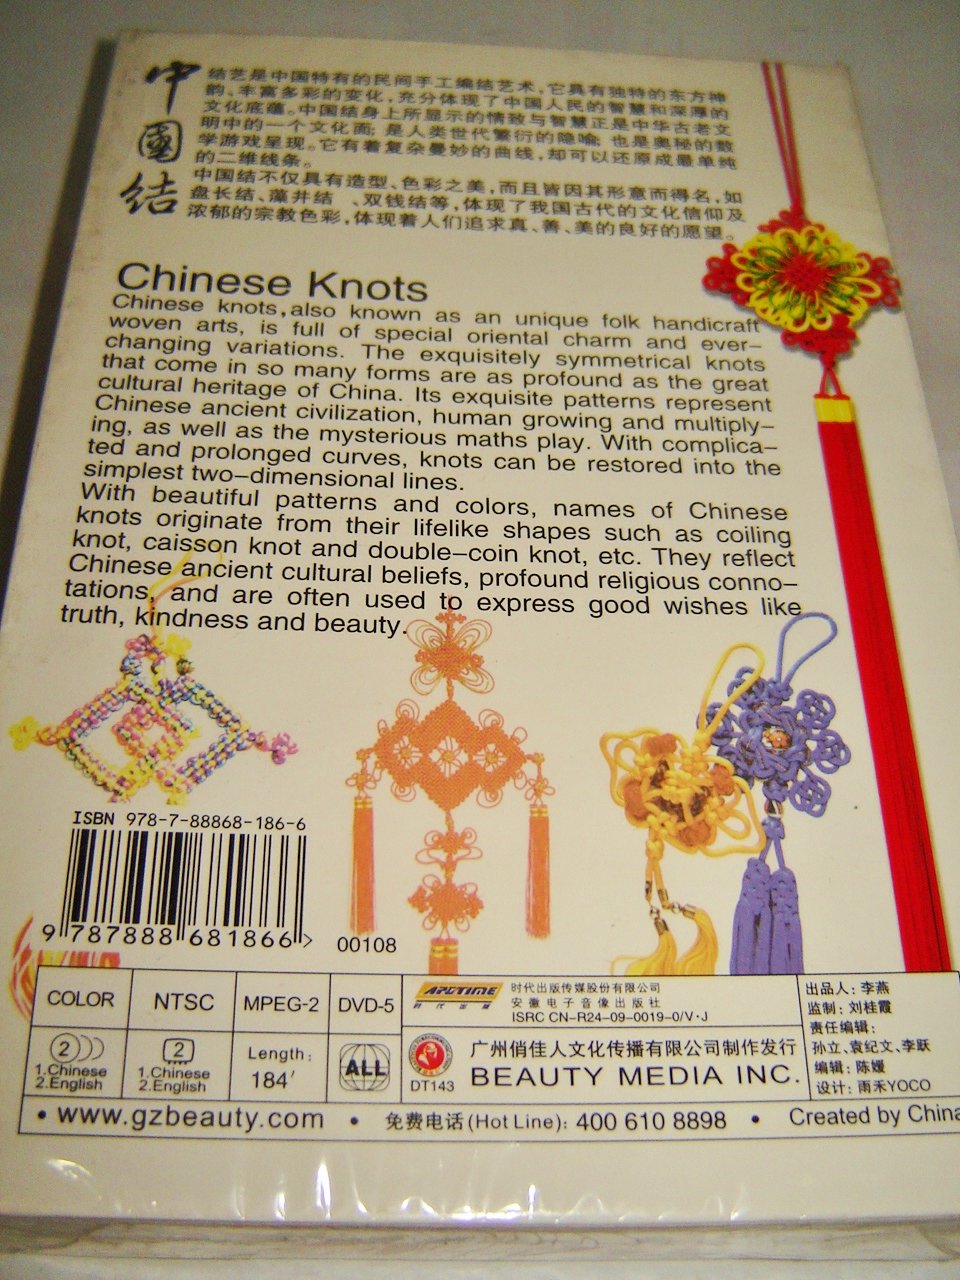 中國结
结艺是中国特有的民间手工编结艺术，它具有独特的东方神
韵、丰富多彩的变化，充分体现了中国人民的智慧和深厚的
文化底蕴。中国结身上所显示的情致与智慧正是中华古老文
明中的一个文化面；是人类世代繁衍的隐喻；也是奥秘的数
学游戏呈现。它有着复杂曼妙的曲线，却可以还原成最单纯
的二维线条。
中国结不仅具有造型、色彩之美，而且皆因其形意而得名，如
盘长结、藻井结 、双钱结等，体现了我国古代的文化信仰及
浓郁的宗教色彩，体现着人们追求真、善、美的良好的愿望。
Chinese Knots
Chinese knots,also known as an unique folk handicraft
woven arts, is full of special oriental charm and ever-
changing variations. The exquisitely symmetrical knots
that come in so many forms are as profound as the great
cultural heritage of China. Its exquisite patterns represent
Chinese ancient civilization, human growing and multiply-
ing, as well as the mysterious maths play. With complica-
ted and prolonged curves, knots can be restored into the
simplest two-dimensional lines.
With beautiful patterns and colors, names of Chinese
knots originate from their lifelike shapes such as coiling
knot, caisson knot and double-coin knot, etc. They reflect
Chinese ancient cultural beliefs, profound religious conno-
tations, and are often used to express good wishes like
truth, kindness and beauty.
ISBN 978-7-88868-186-6
9 787888 681866 >
00108
COLOR NTSC MPEG-2 DVD-5
ARCTIME
时代出版
时代出版传媒股份有限公司
安徽电子音像出版社
ISRC CN-R24-09-0019-0/V·J
2
1.Chinese
2.English
2
1.Chinese
2.English
Length:
184′
ALL
DT143
广州俏佳人文化传播有限公司制作发行
BEAUTY MEDIA INC.
出品人：李燕
监制：刘桂霞
责任编辑：
孙立、袁纪文、李跃
编辑：陈媛
设计：雨禾YOCO
• www.gzbeauty.com • 免费电话(Hot Line): 400 610 8898 • Created by China